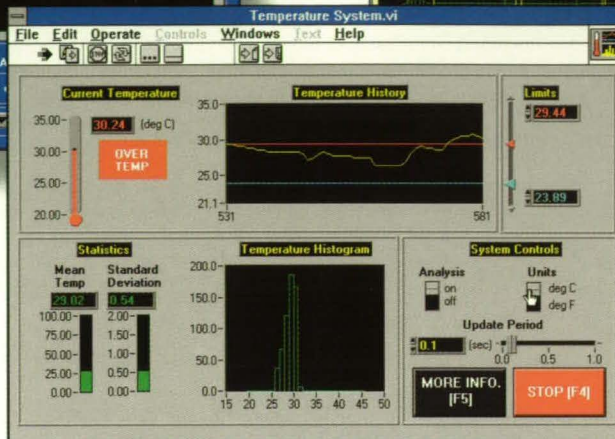 Temperature System.vi
File Edit Operate Controls Windows Text Help
Current Temperature
35.00
30.00
25.00
20.00
30.24 (deg C)
OVER
TEMP
Temperature History
35.0
30.0
25.0
21.1
531
581
Limits
29.44
23.89
Statistics
Mean
Temp
Standard
Deviation
29.02
0.54
100.00
75.00
50.00
25.00
0.00
2.00
1.50
1.00
0.50
0.00
Temperature Histogram
200.0
150.0
100.0
50.0
0.0
15 20 25 30 35 40 45 50
System Controls
Analysis
on
off
Units
deg C
deg F
Update Period
0.1 (sec)
0.0 0.5 1.0
MORE INFO.
[F5]
STOP [F4]